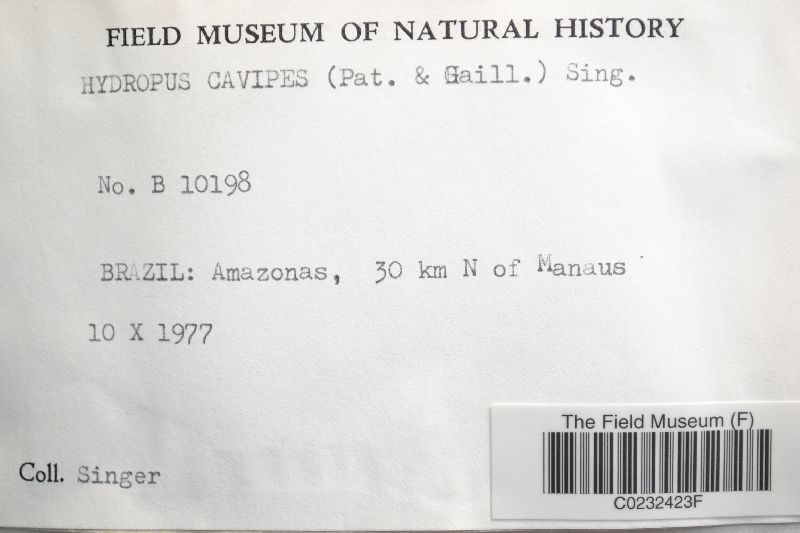 FIELD MUSEUM OF NATURAL HISTORY
HYDROPUS CAVIPES (Pat. & Gaill.) Sing.
No. B 10198
BRAZIL: Amazonas, 30 km N of Manaus
10 X 1977
Coll. Singer
The Field Museum (F)
C0232423F